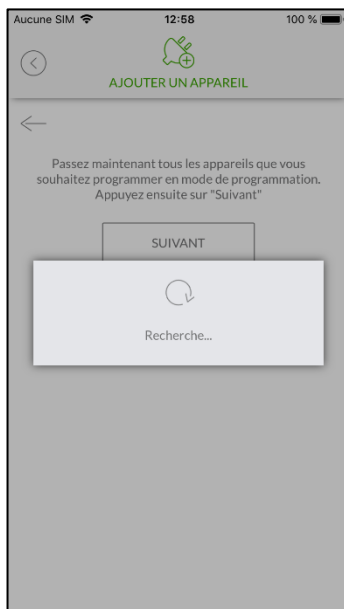 Aucune SIM 12:58 100 %
AJOUTER UN APPAREIL
Passez maintenant tous les appareils que vous
souhaitez programmer en mode de programmation.
Appuyez ensuite sur "Suivant"
SUIVANT
Recherche...